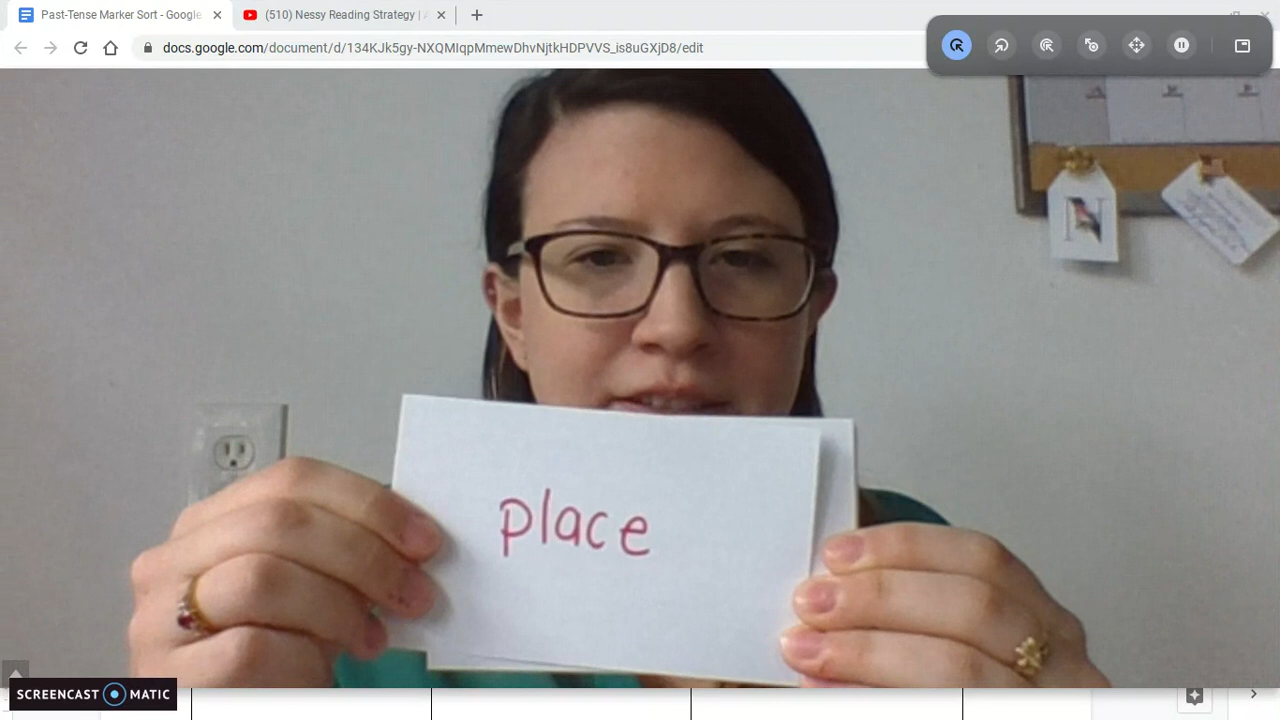 Past-Tense Marker Sort - Google
(510) Nessy Reading Strategy |
docs.google.com/document/d/134KJk5gy-NXQMIqpMmewDhvNjtkHDPVVS_is8uGXjD8/edit
N
place
SCREENCAST MATIC